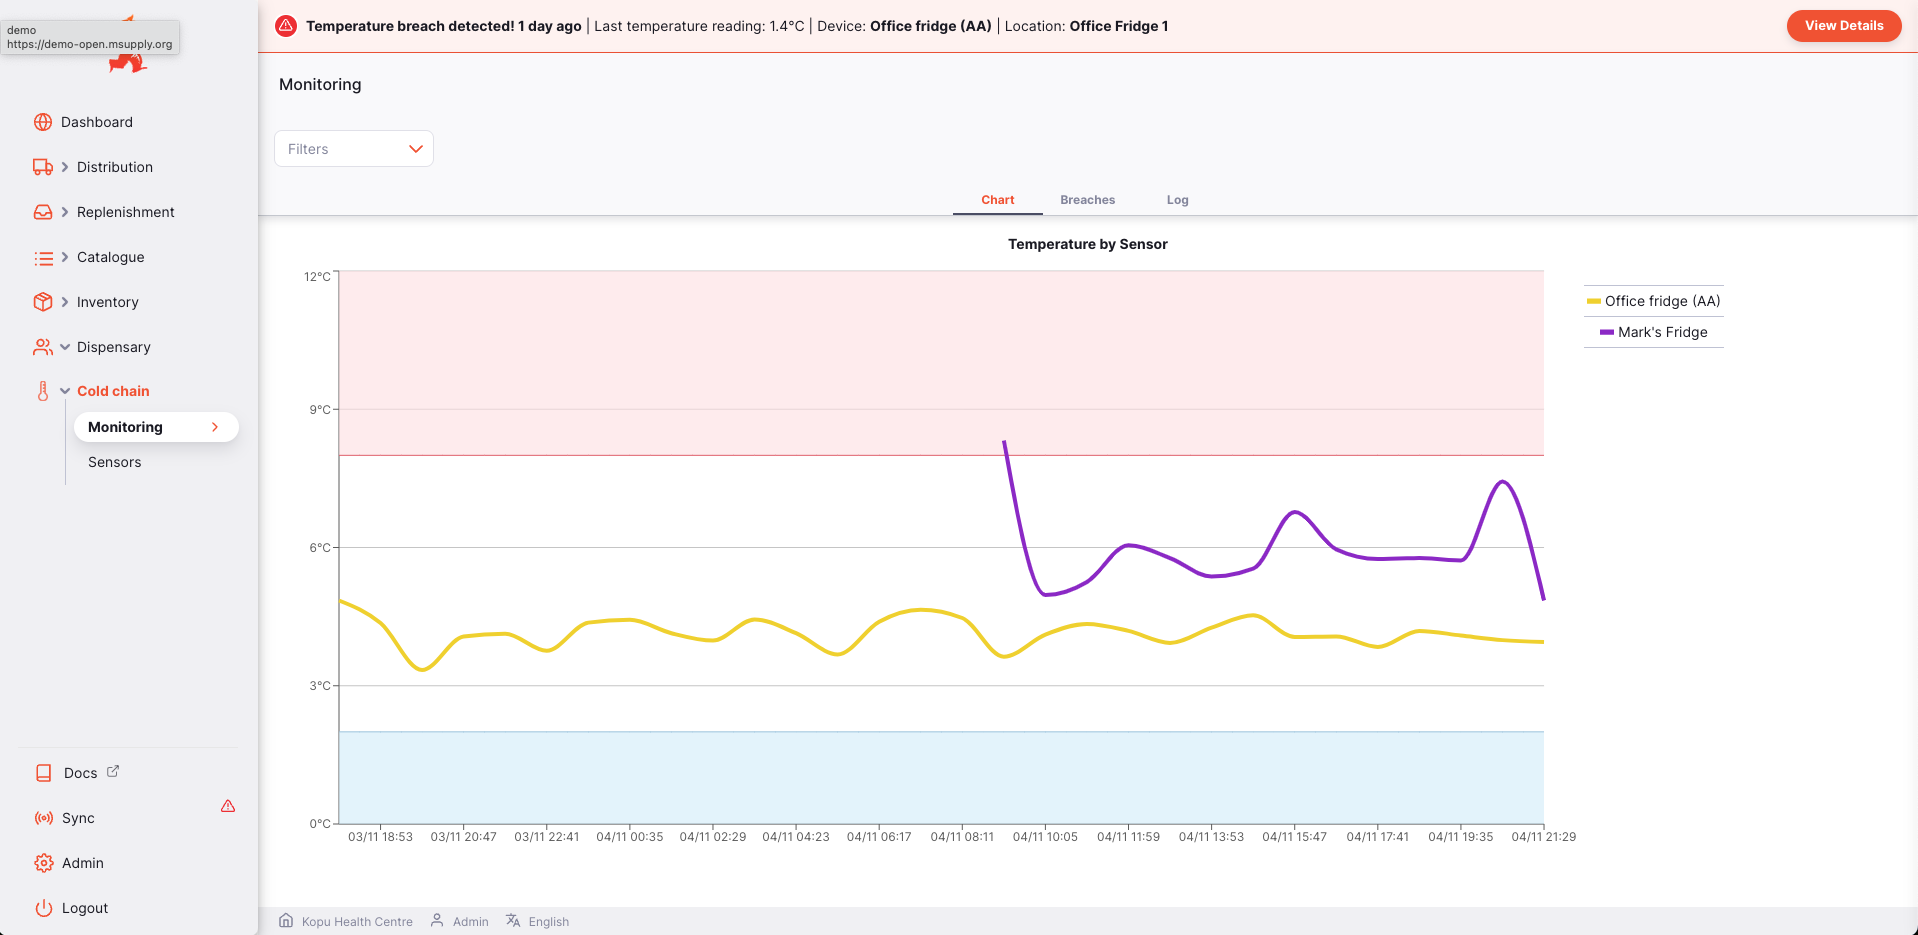 demo
https://demo-open.msupply.org
Temperature breach detected! 1 day ago | Last temperature reading: 1.4°C | Device: Office fridge (AA) | Location: Office Fridge 1
View Details
Monitoring
Filters
Dashboard
Distribution
Replenishment
Catalogue
Inventory
Dispensary
Cold chain
Monitoring
Sensors
Docs
Sync
Admin
Logout
Chart Breaches Log
Temperature by Sensor
12°C
9°C
6°C
3°C
0°C
03/11 18:53 03/11 20:47 03/11 22:41 04/11 00:35 04/11 02:29 04/11 04:23 04/11 06:17 04/11 08:11 04/11 10:05 04/11 11:59 04/11 13:53 04/11 15:47 04/11 17:41 04/11 19:35 04/11 21:29
Office fridge (AA)
Mark's Fridge
Kopu Health Centre Admin English